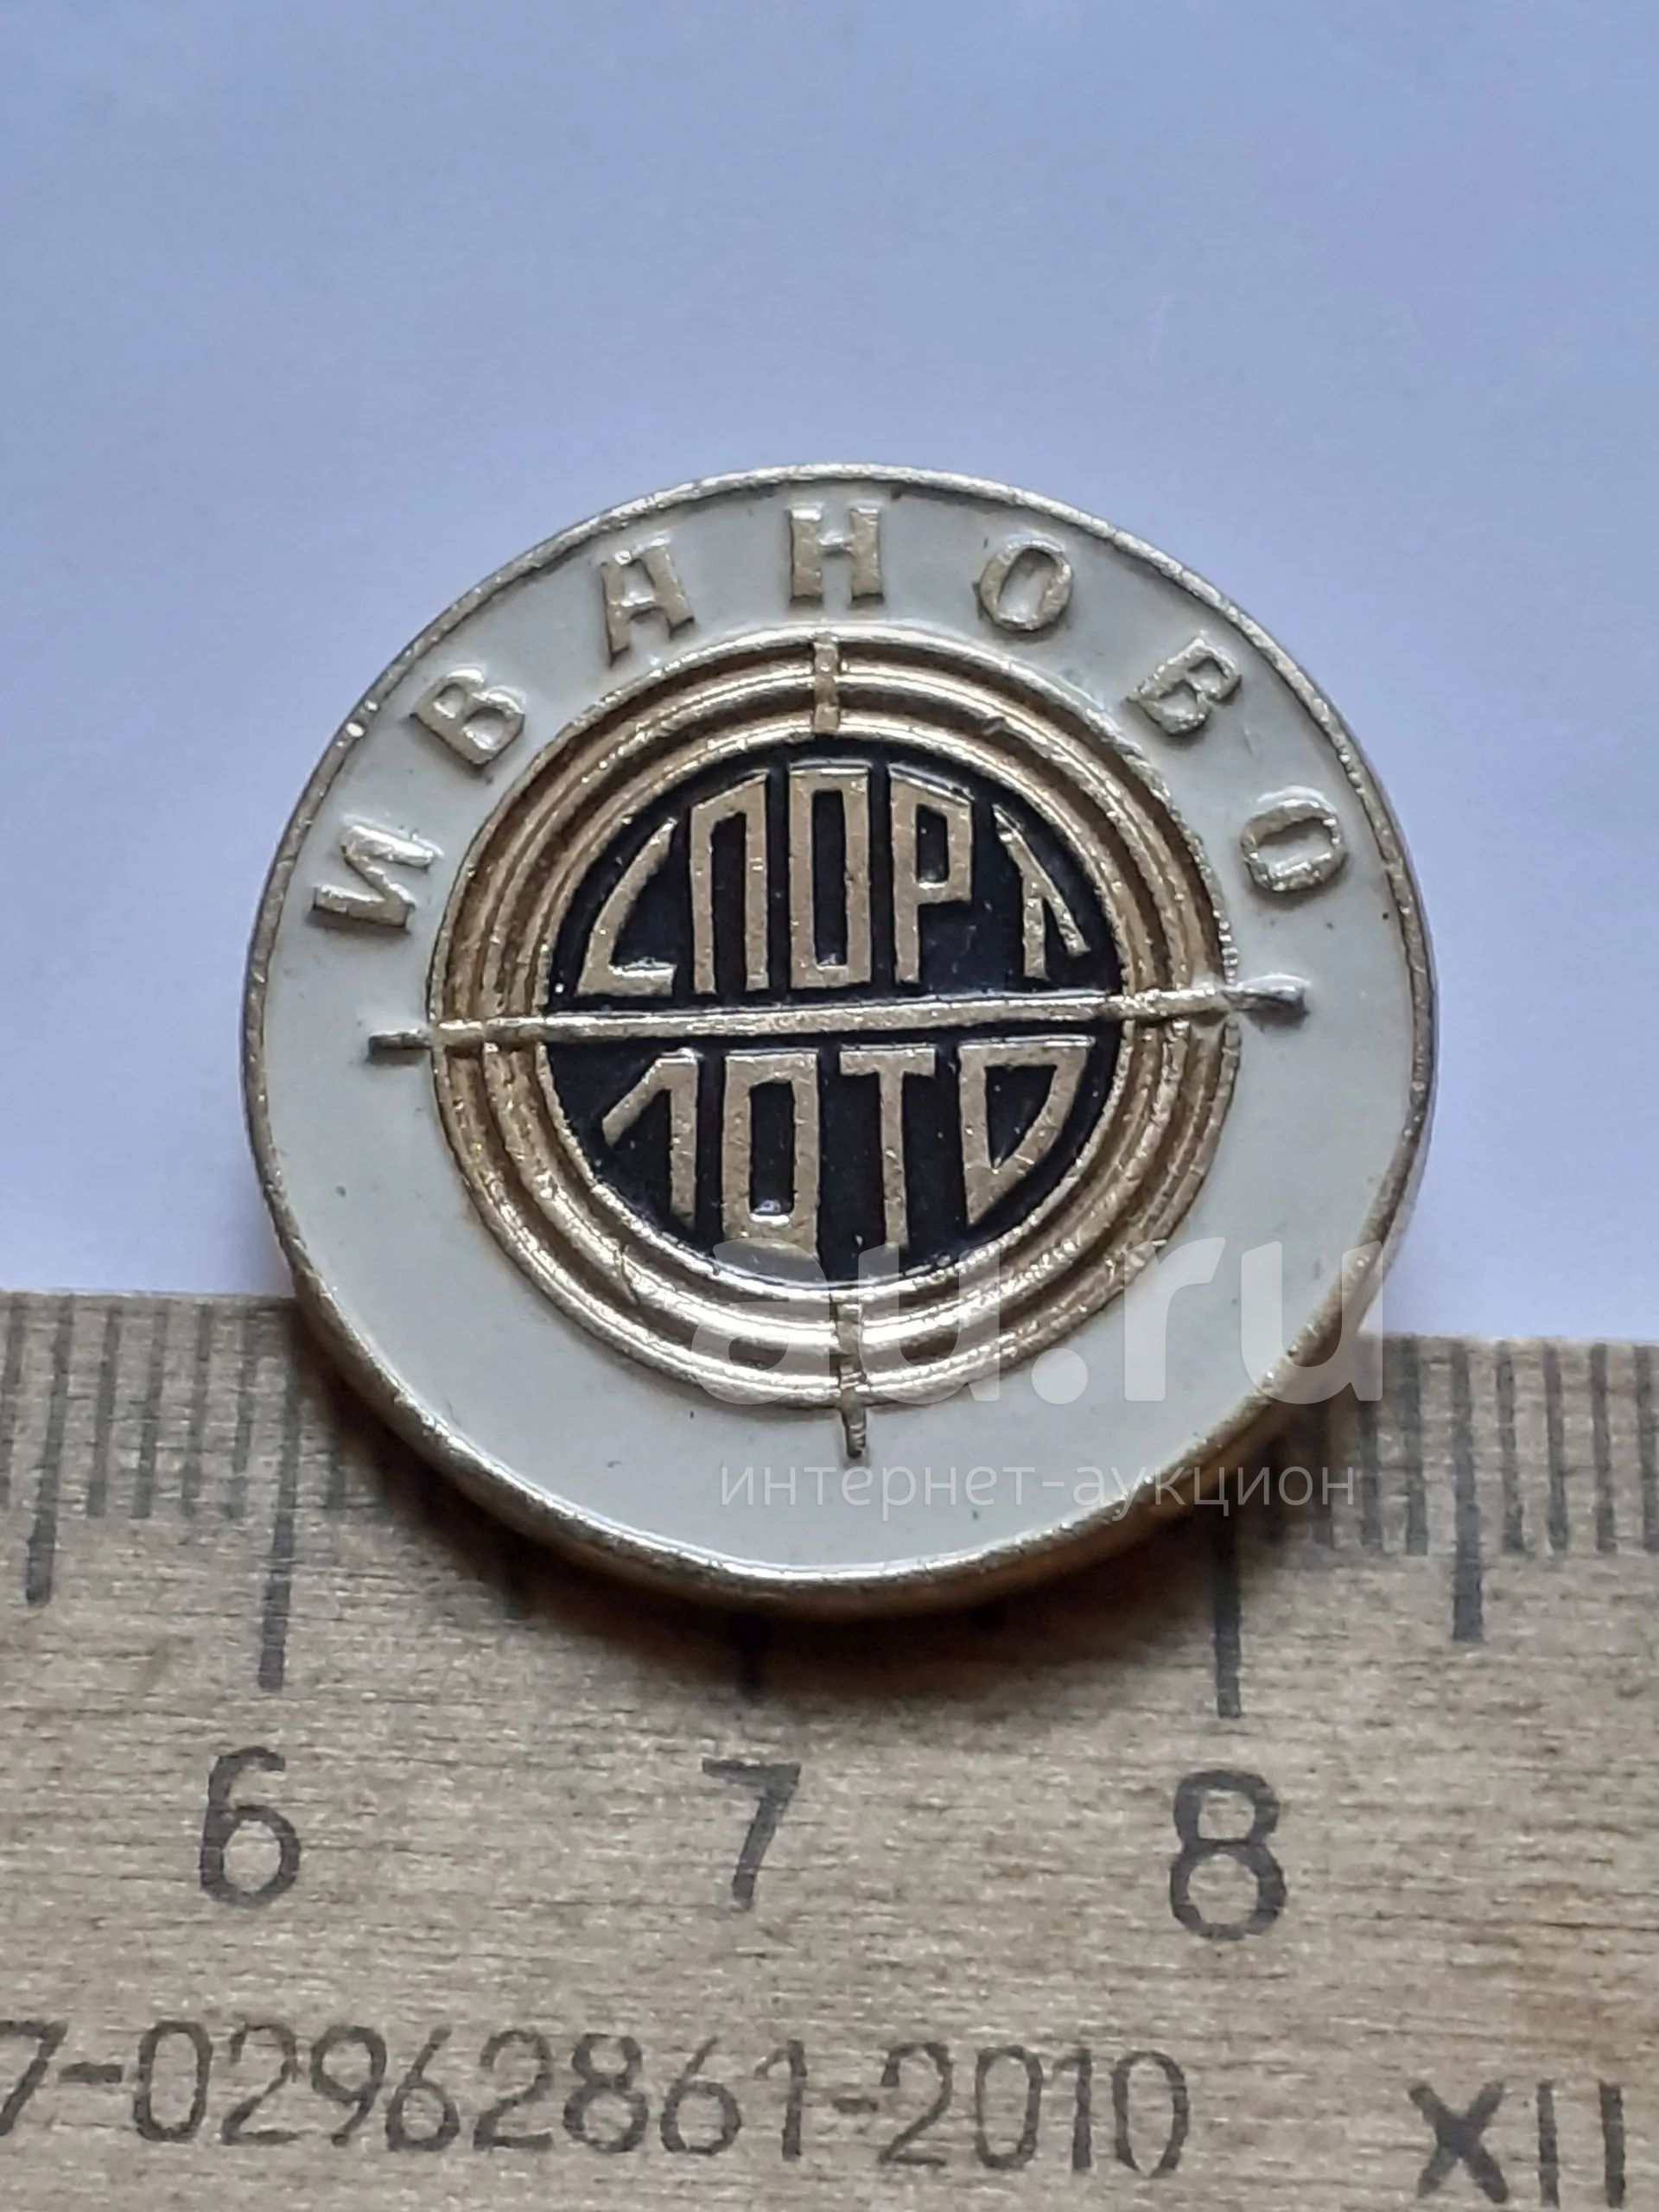 ИВАНОВО
СПОРТ
ЛОТО
au.ru
интернет-аукцион
6 7 8
7-02962861-2010 XII